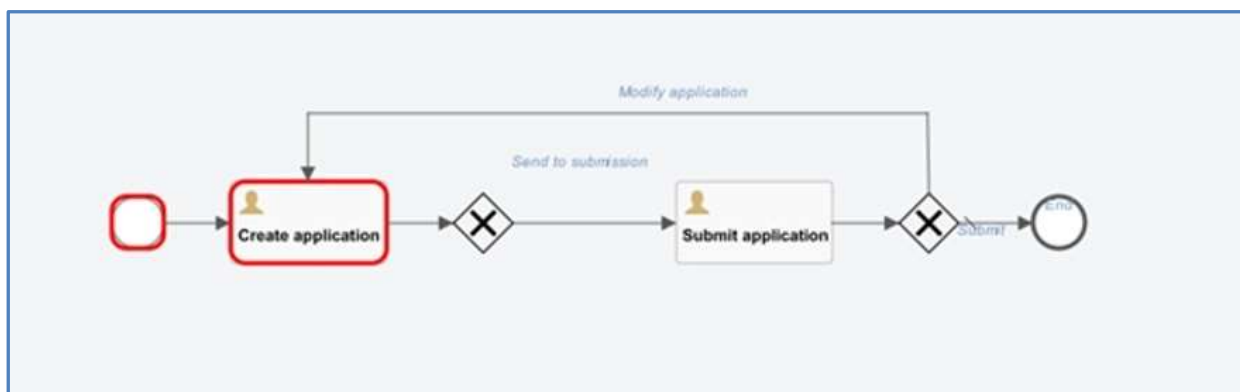 Modify application
Send to submission
Create application
Submit application
Submit
End